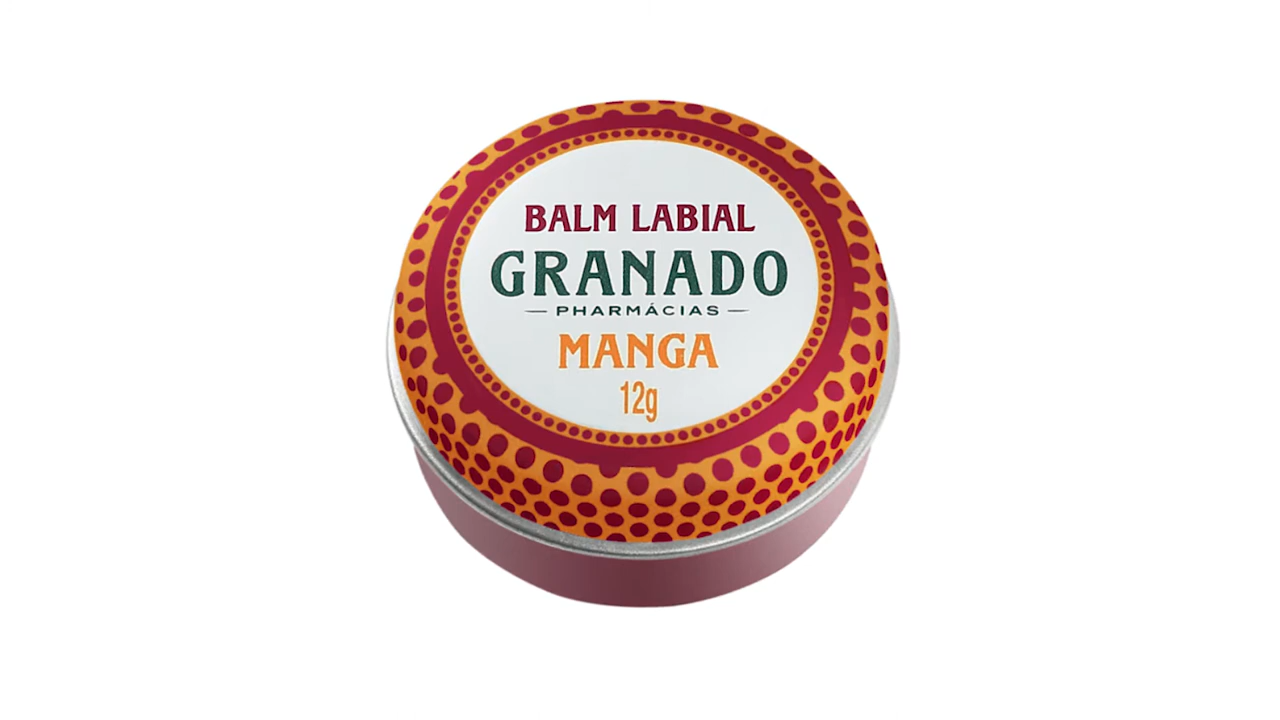 BALM LABIAL
GRANADO
PHARMÁCIAS
MANGA
12g